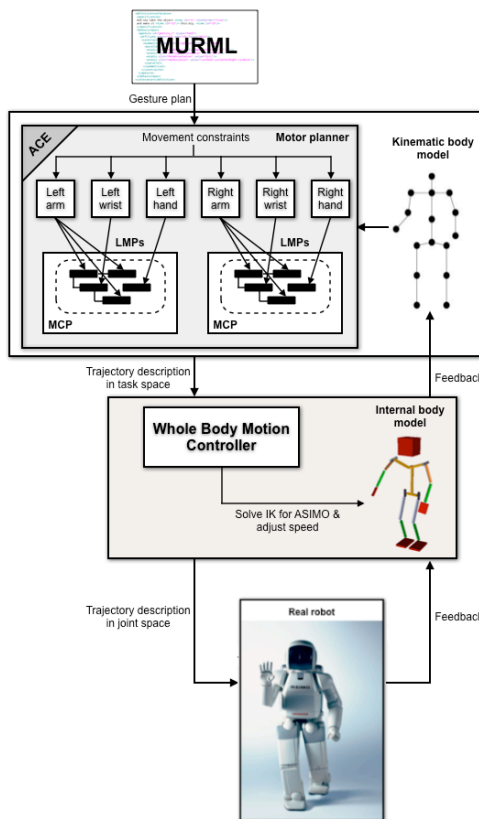 MURML
Gesture plan
ACE
Movement constraints
Motor planner
Kinematic body
model
Left
arm
Left
wrist
Left
hand
Right
arm
Right
wrist
Right
hand
LMPs
LMPs
MCP
MCP
Trajectory description
in task space
Feedback
Whole Body Motion
Controller
Internal body
model
Solve IK for ASIMO &
adjust speed
Trajectory description
in joint space
Feedback
Real robot